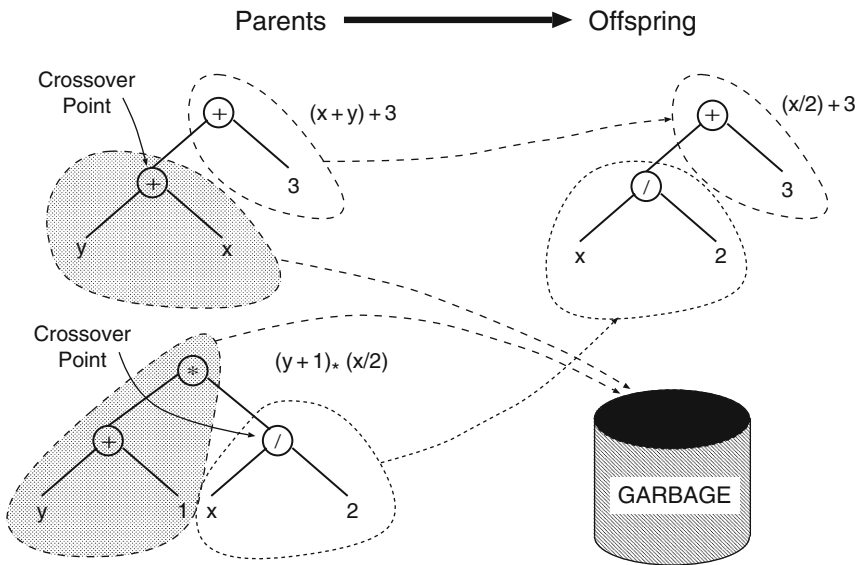 Parents Offspring
Crossover
Point
+
(x + y) + 3
+
3
y
x
+
(x/2) + 3
/
3
x
2
Crossover
Point
*
(y + 1)* (x/2)
+
/
y
1
x
2
GARBAGE